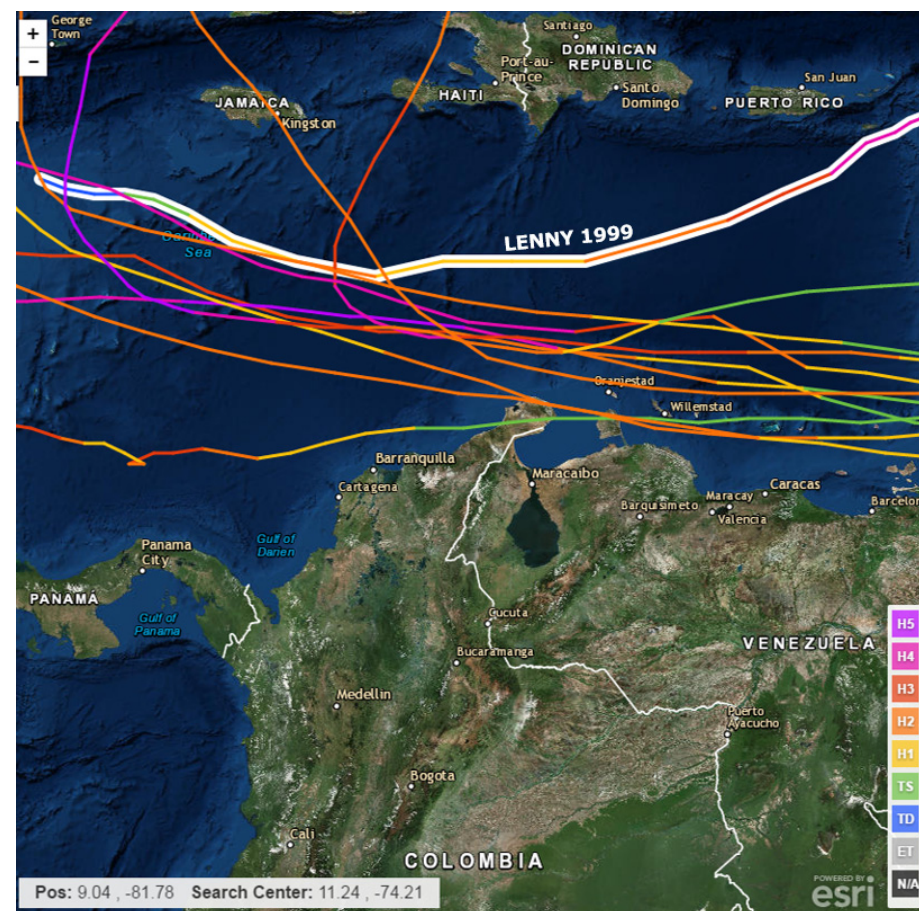 +
−
George
Town
JAMAICA
Kingston
Santiago
DOMINICAN
REPUBLIC
Port-au-
Prince
HAITI
Santo
Domingo
San Juan
PUERTO RICO
Sea
LENNY 1999
Oranjestad
Willemstad
Barranquilla
Cartagena
Maracaibo
Caracas
Maracay
Barquisimeto
Valencia
Barcelon
Gulf of
Darien
Panama
City
PANAMÁ
Gulf of
Panama
Cucuta
Bucaramanga
VENEZUELA
Medellin
Puerto
Ayacucho
Bogota
Cali
COLOMBIA
H5
H4
H3
H2
H1
TS
TD
ET
N/A
POWERED BY
esri
Pos: 9.04 , -81.78 Search Center: 11.24 , -74.21